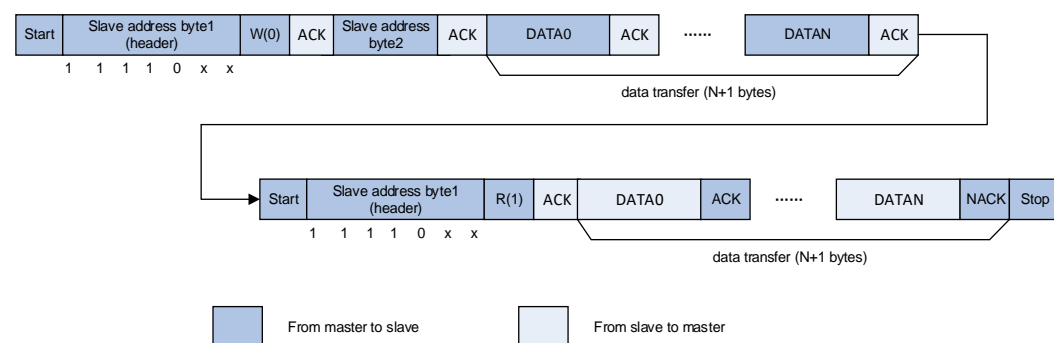 Start Slave address byte1 (header) W(0) ACK Slave address byte2 ACK DATA0 ACK ...... DATAN ACK
1 1 1 1 0 x x
data transfer (N+1 bytes)
Start Slave address byte1 (header) R(1) ACK DATA0 ACK ...... DATAN NACK Stop
1 1 1 1 0 x x
data transfer (N+1 bytes)
From master to slave From slave to master